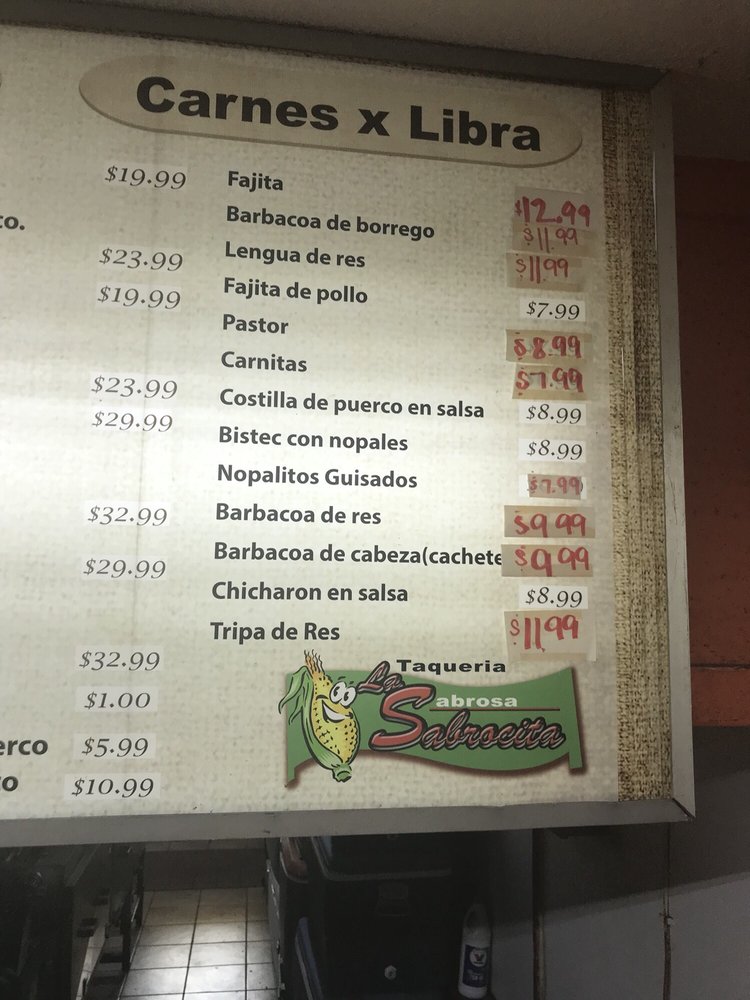 Carnes x Libra
to.
$19.99
$23.99
$19.99
$23.99
$29.99
$32.99
$29.99
$32.99
$1.00
erco $5.99
o $10.99
Fajita $12.99
Barbacoa de borrego $11.99
Lengua de res $11.99
Fajita de pollo $7.99
Pastor $8.99
Carnitas $7.99
Costilla de puerco en salsa $8.99
Bistec con nopales $8.99
Nopalitos Guisados $7.99
Barbacoa de res $9.99
Barbacoa de cabeza(cachete $9.99
Chicharon en salsa $8.99
Tripa de Res $11.99
Taqueria
La
Sabrosa
Sabrocita